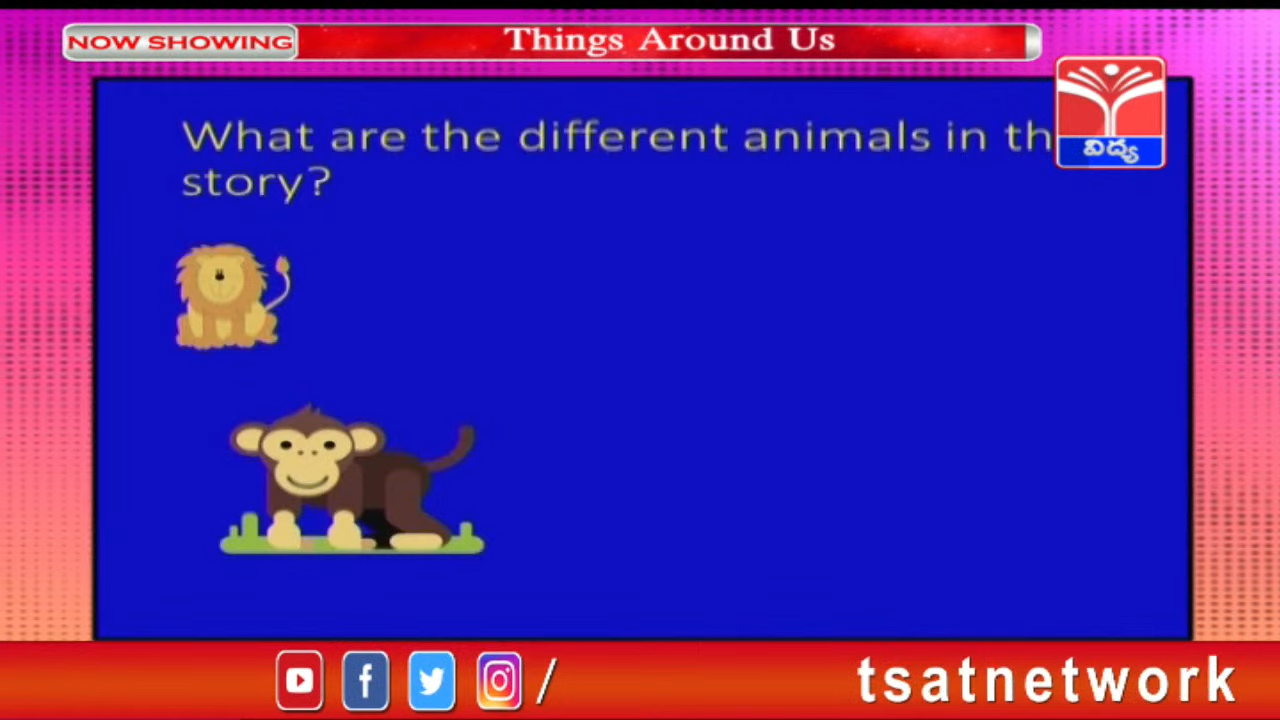 NOW SHOWING
Things Around Us
What are the different animals in th
story?
విద్య
tsatnetwork